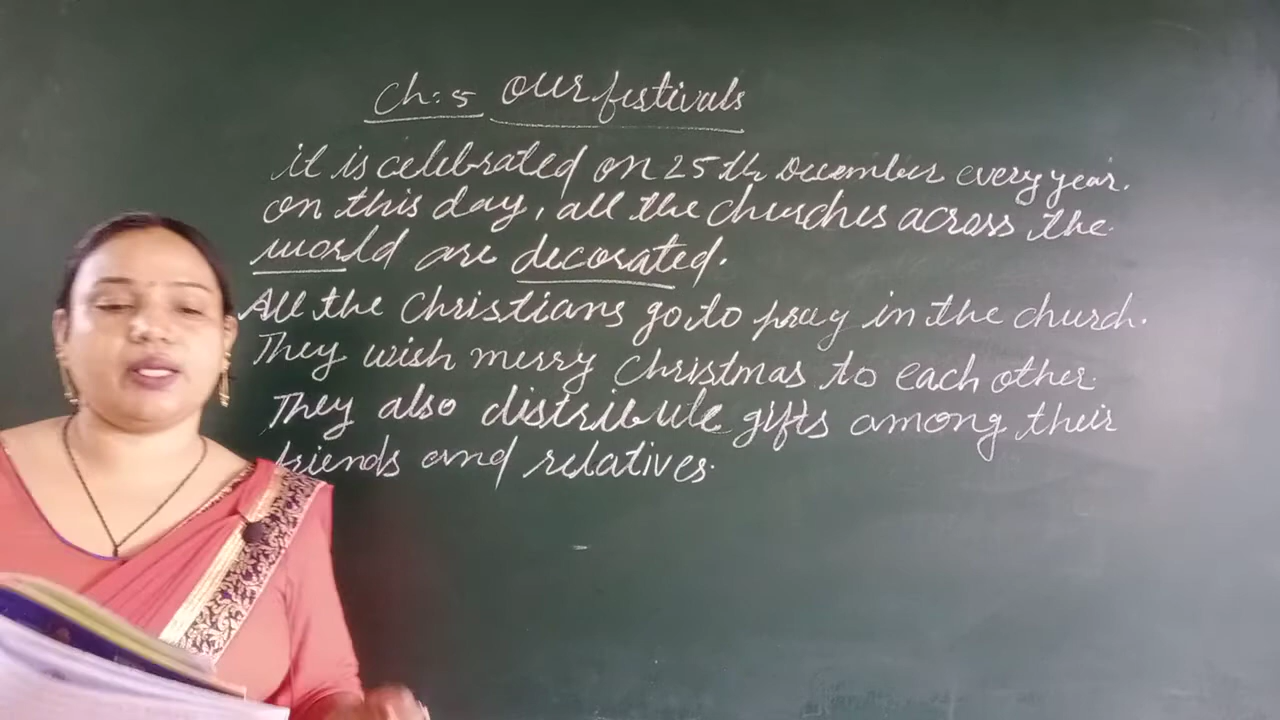 Ch: 5 Our festivals
it is celebrated on 25th December every year.
on this day, all the churches across the
world are decorated.
All the Christians go to pray in the church.
They wish merry Christmas to each other.
They also distribute gifts among their
friends and relatives.